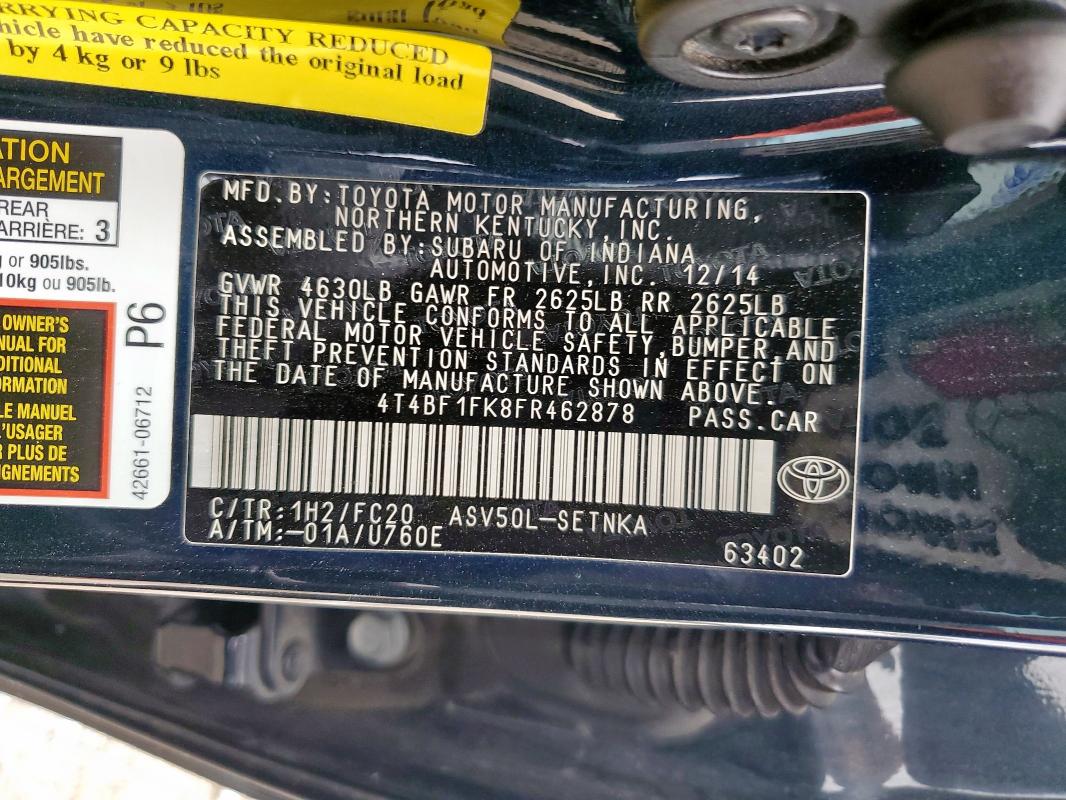 RRYING CAPACITY REDUCED
hicle have reduced the original load
by 4 kg or 9 lbs
ATION
ARGEMENT
REAR
ARRIÈRE: 3
or 905lbs.
10kg ou 905lb.
OWNER'S
NUAL FOR
DITIONAL
ORMATION
LE MANUEL
L'USAGER
R PLUS DE
IGNEMENTS
P6
42661-06712
MFD. BY: TOYOTA MOTOR MANUFACTURING,
NORTHERN KENTUCKY, INC.
ASSEMBLED BY: SUBARU OF INDIANA
AUTOMOTIVE, INC. 12/14
GVWR 4630LB GAWR FR 2625LB RR 2625LB
THIS VEHICLE CONFORMS TO ALL APPLICABLE
FEDERAL MOTOR VEHICLE SAFETY, BUMPER, AND
THEFT PREVENTION STANDARDS IN EFFECT ON
THE DATE OF MANUFACTURE SHOWN ABOVE.
4T4BF1FK8FR462878 PASS.CAR
C/TR: 1H2/FC20 ASV50L-SETNKA
A/TM:-01A/U760E
63402